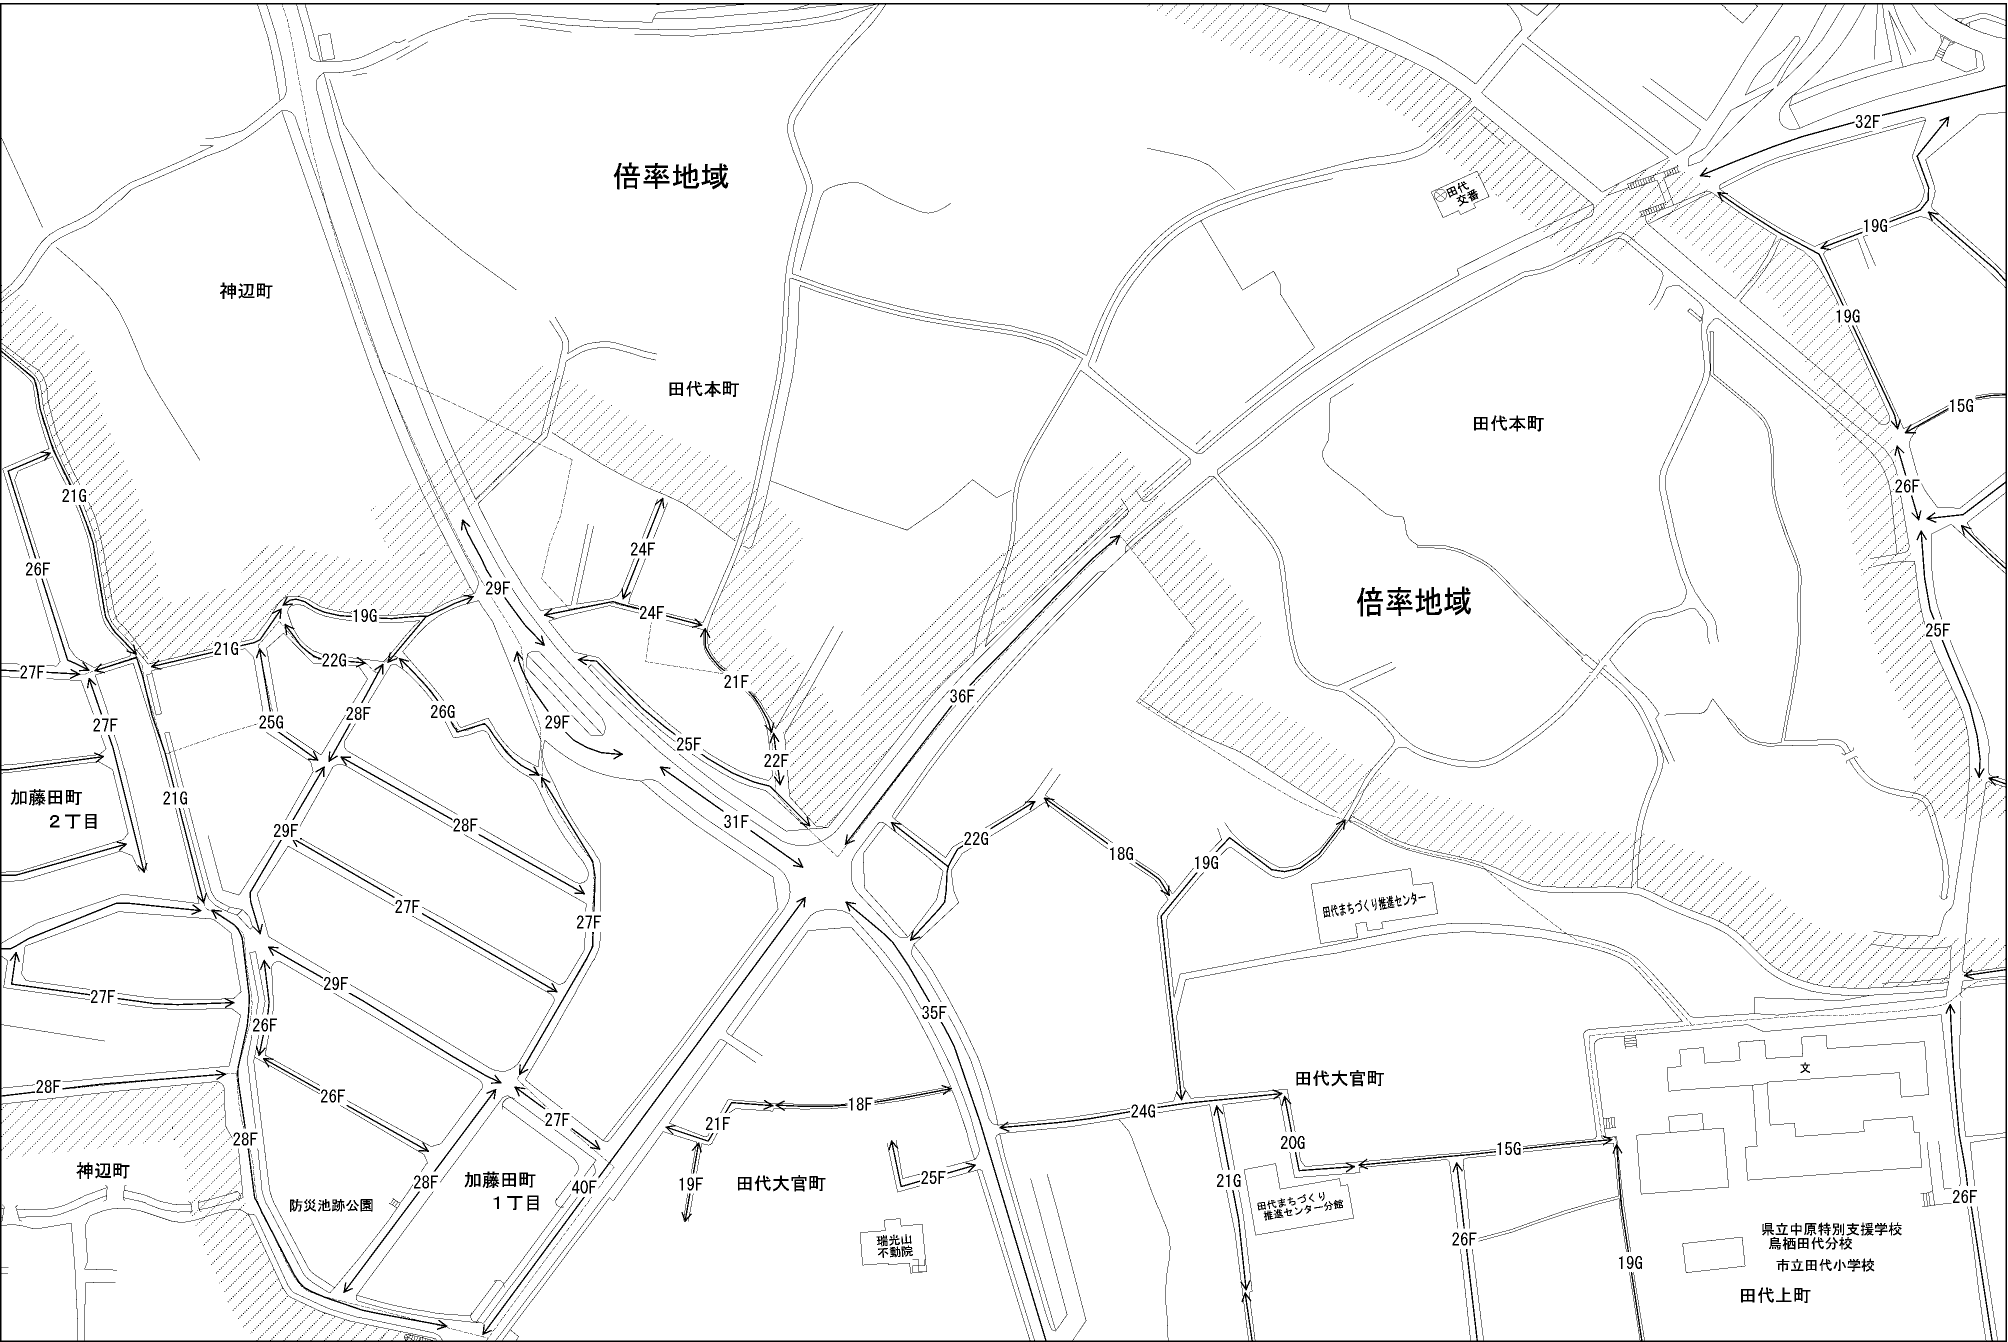 32F
倍率地域
田代
交番
19G
神辺町
19G
田代本町
15G
田代本町
21G
26F
24F
26F
29F
倍率地域
24F
19G
25F
21G
22G
27F
21F
36F
26G
28F
27F
25G
29F
25F
22F
加藤田町
2丁目
21G
31F
28F
29F
22G
18G
19G
27F
田代まちづくり推進センター
27F
29F
27F
35F
26F
文
田代大官町
28F
26F
18F
24G
27F
21F
28F
20G
15G
神辺町
28F
加藤田町
1丁目
40F
19F
田代大官町
25F
21G
26F
防災池跡公園
田代まちづくり
推進センター分館
県立中原特別支援学校
鳥栖田代分校
瑞光山
不動院
26F
19G
市立田代小学校
田代上町